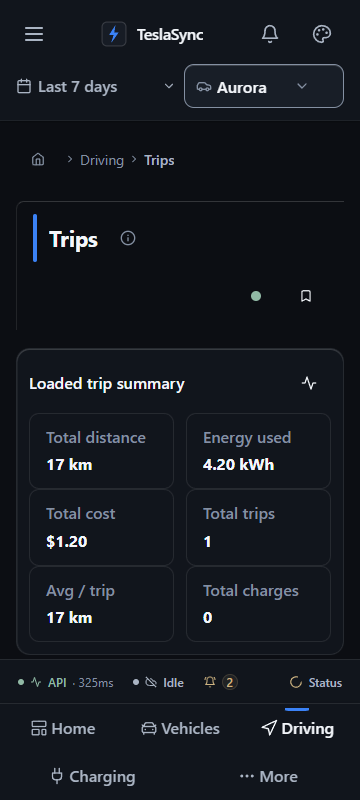 TeslaSync
Last 7 days
Aurora
Driving
Trips
Trips
Loaded trip summary
Total distance
17 km
Energy used
4.20 kWh
Total cost
$1.20
Total trips
1
Avg / trip
17 km
Total charges
0
API · 325ms
Idle
2
Status
Home
Vehicles
Driving
Charging
More